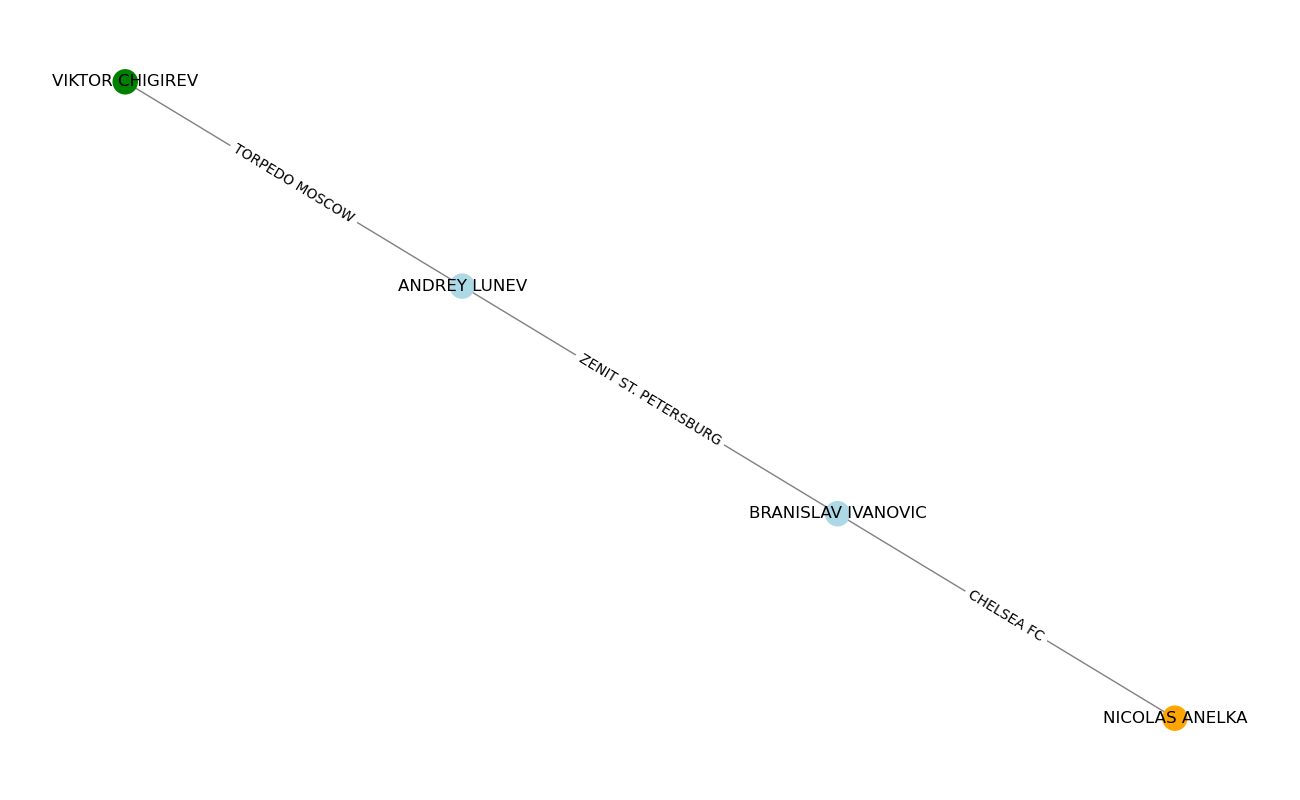 VIKTOR CHIGIREV
TORPEDO MOSCOW
ANDREY LUNEV
ZENIT ST. PETERSBURG
BRANISLAV IVANOVIC
CHELSEA FC
NICOLAS ANELKA